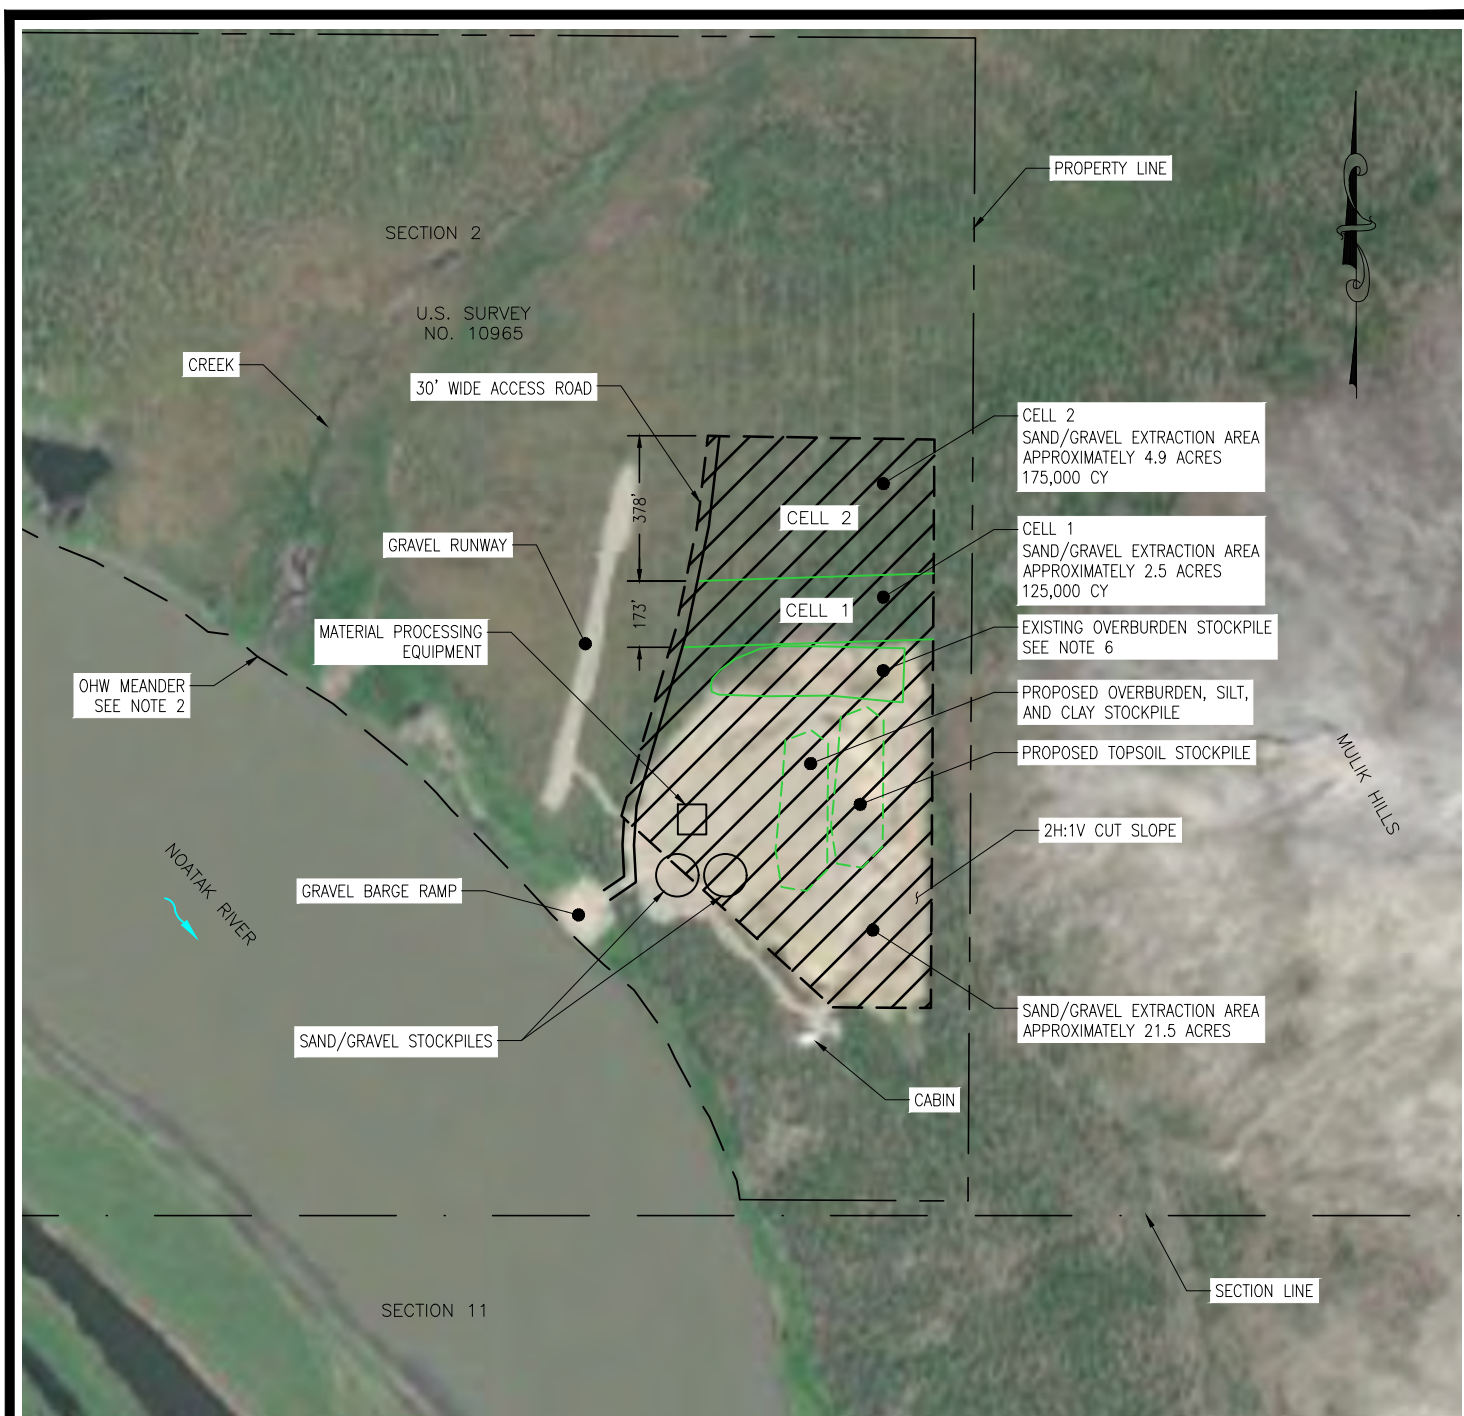 PROPERTY LINE
SECTION 2
U.S. SURVEY
NO. 10965
CREEK
30' WIDE ACCESS ROAD
CELL 2
SAND/GRAVEL EXTRACTION AREA
APPROXIMATELY 4.9 ACRES
175,000 CY
378'
CELL 2
GRAVEL RUNWAY
CELL 1
SAND/GRAVEL EXTRACTION AREA
APPROXIMATELY 2.5 ACRES
125,000 CY
173'
CELL 1
MATERIAL PROCESSING
EQUIPMENT
EXISTING OVERBURDEN STOCKPILE
SEE NOTE 6
OHW MEANDER
SEE NOTE 2
PROPOSED OVERBURDEN, SILT,
AND CLAY STOCKPILE
PROPOSED TOPSOIL STOCKPILE
MULIK HILLS
2H:1V CUT SLOPE
NOATAK RIVER
GRAVEL BARGE RAMP
SAND/GRAVEL STOCKPILES
SAND/GRAVEL EXTRACTION AREA
APPROXIMATELY 21.5 ACRES
CABIN
SECTION LINE
SECTION 11